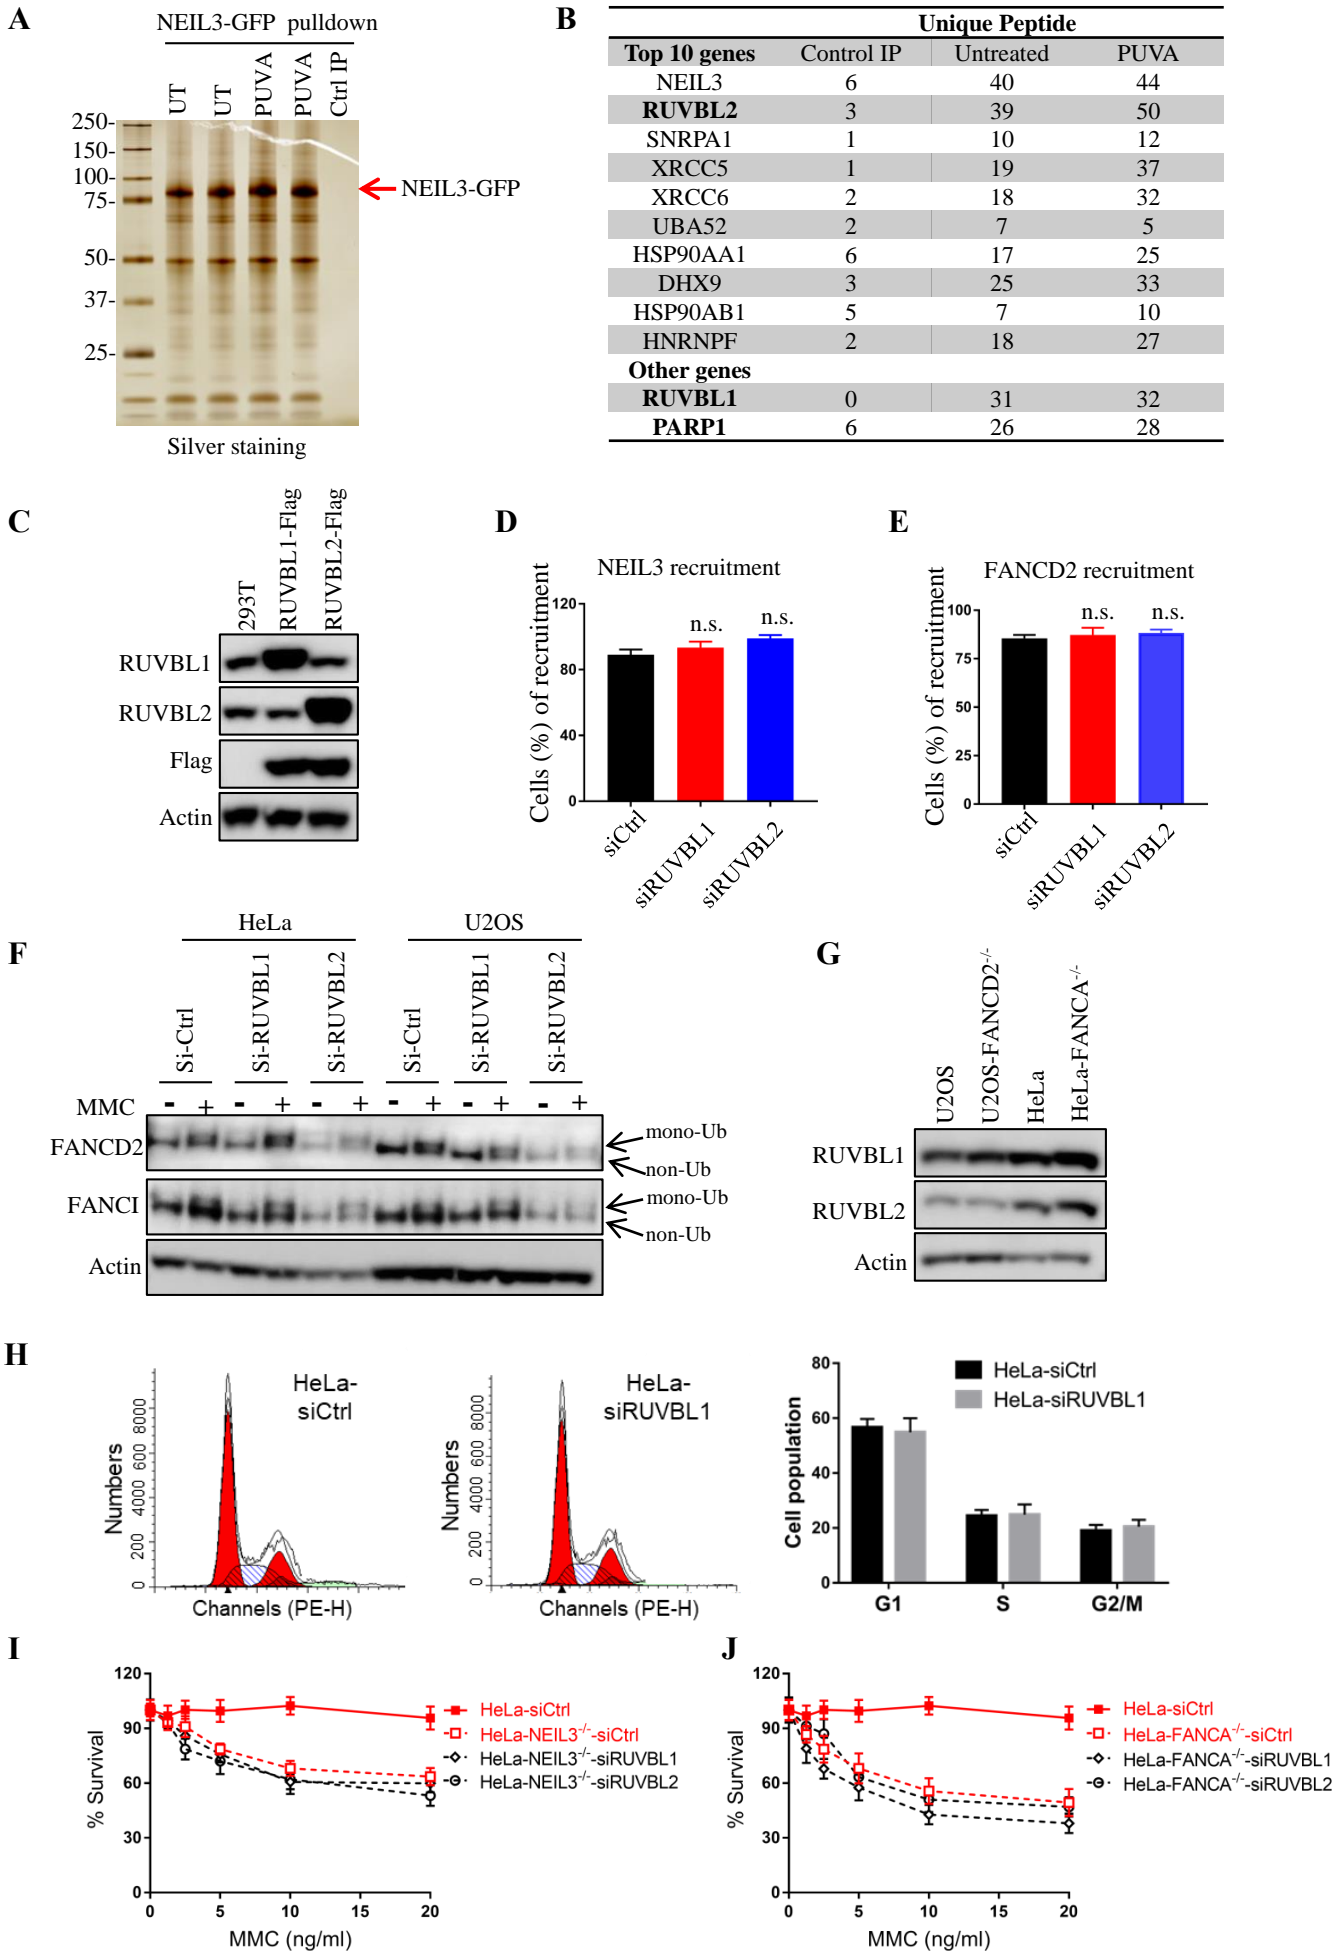 A
NEIL3-GFP pulldown
UT
UT
PUVA
PUVA
Ctrl IP
250-
150-
100-
75-
50-
37-
25-
NEIL3-GFP
Silver staining
B
Unique Peptide
Top 10 genes Control IP Untreated PUVA
NEIL3 6 40 44
RUVBL2 3 39 50
SNRPA1 1 10 12
XRCC5 1 19 37
XRCC6 2 18 32
UBA52 2 7 5
HSP90AA1 6 17 25
DHX9 3 25 33
HSP90AB1 5 7 10
HNRNPF 2 18 27
Other genes
RUVBL1 0 31 32
PARP1 6 26 28
C
293T
RUVBL1-Flag
RUVBL2-Flag
RUVBL1
RUVBL2
Flag
Actin
D
NEIL3 recruitment
Cells (%) of recruitment
120
80
40
0
n.s.
n.s.
siCtrl
siRUVBL1
siRUVBL2
E
FANCD2 recruitment
Cells (%) of recruitment
100
75
50
25
0
n.s.
n.s.
siCtrl
siRUVBL1
siRUVBL2
F
HeLa U2OS
Si-Ctrl
Si-RUVBL1
Si-RUVBL2
Si-Ctrl
Si-RUVBL1
Si-RUVBL2
MMC - + - + - + - + - + - +
FANCD2
mono-Ub
non-Ub
FANCI
mono-Ub
non-Ub
Actin
G
U2OS
U2OS-FANCD2-/-
HeLa
HeLa-FANCA-/-
RUVBL1
RUVBL2
Actin
H
HeLa-
siCtrl
Numbers
0 200 4000 6000 8000
Channels (PE-H)
HeLa-
siRUVBL1
Numbers
0 200 4000 6000 8000
Channels (PE-H)
Cell population
80
60
40
20
0
HeLa-siCtrl
HeLa-siRUVBL1
G1 S G2/M
I
% Survival
120
90
60
30
0
0 5 10 15 20
MMC (ng/ml)
HeLa-siCtrl
HeLa-NEIL3-/--siCtrl
HeLa-NEIL3-/--siRUVBL1
HeLa-NEIL3-/--siRUVBL2
J
% Survival
120
90
60
30
0
0 5 10 15 20
MMC (ng/ml)
HeLa-siCtrl
HeLa-FANCA-/--siCtrl
HeLa-FANCA-/--siRUVBL1
HeLa-FANCA-/--siRUVBL2